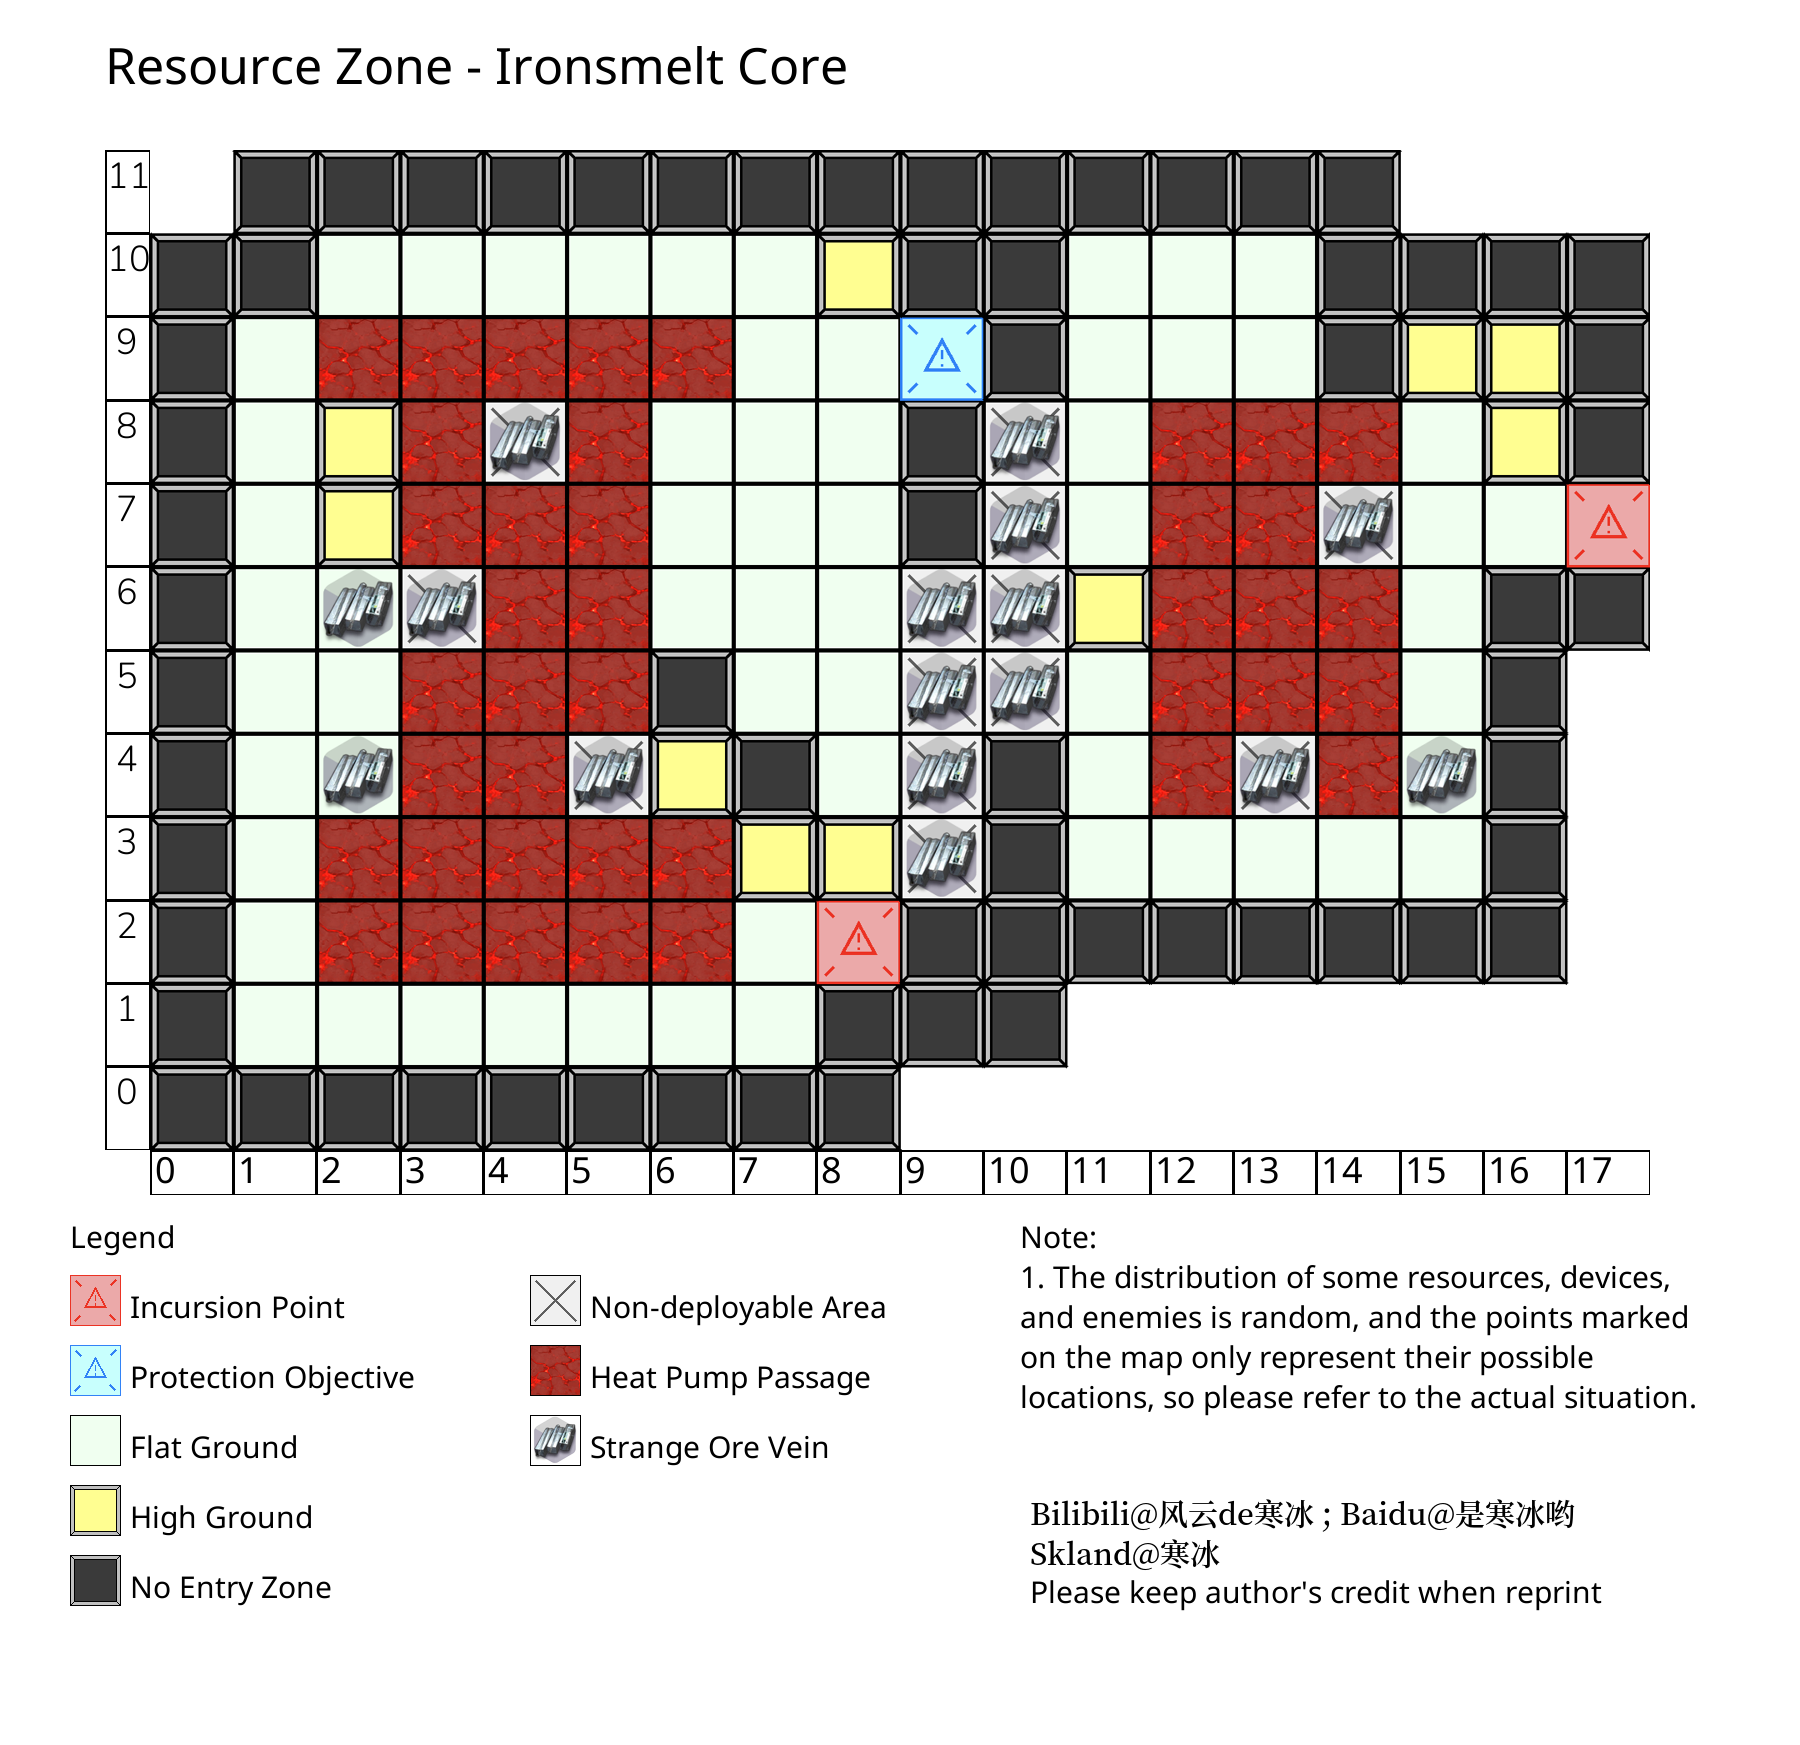 Resource Zone - Ironsmelt Core
11
10
9
8
7
6
5
4
3
2
1
0
0 1 2 3 4 5 6 7 8 9 10 11 12 13 14 15 16 17
Legend
Incursion Point
Protection Objective
Flat Ground
High Ground
No Entry Zone
Non-deployable Area
Heat Pump Passage
Strange Ore Vein
Note:
1. The distribution of some resources, devices,
and enemies is random, and the points marked
on the map only represent their possible
locations, so please refer to the actual situation.
Bilibili@风云de寒冰 ; Baidu@是寒冰哟
Skland@寒冰
Please keep author's credit when reprint